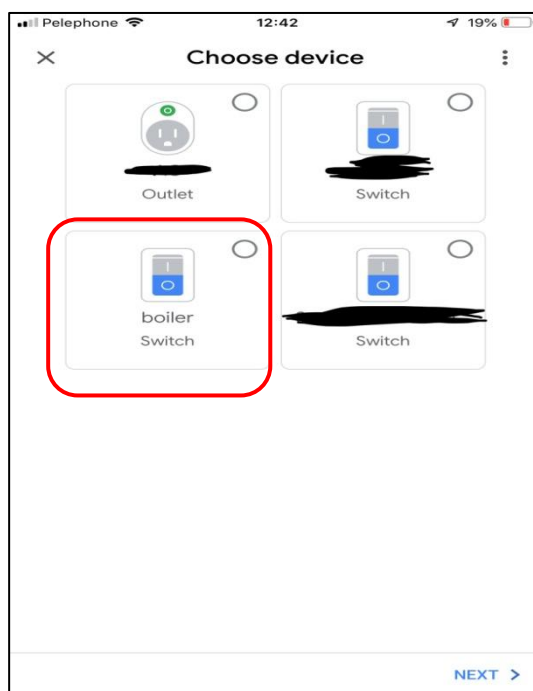 Pelephone 12:42 19%
Choose device
Outlet
Switch
boiler
Switch
Switch
NEXT >